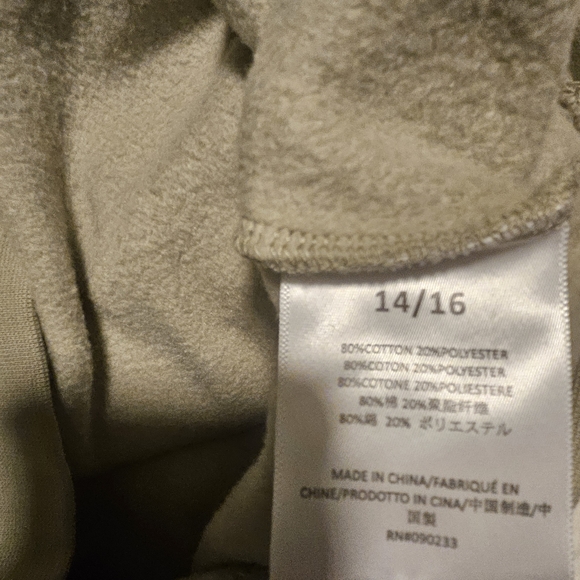 14/16
80%COTTON 20%POLYESTER
80%COTON 20%POLYESTER
80%COTONE 20%POLIESTERE
80%棉 20%聚酯纤维
80%綿 20% ポリエステル
MADE IN CHINA/FABRIQUÉ EN
CHINE/PRODOTTO IN CINA/中国制造/中
国製
RN#090233